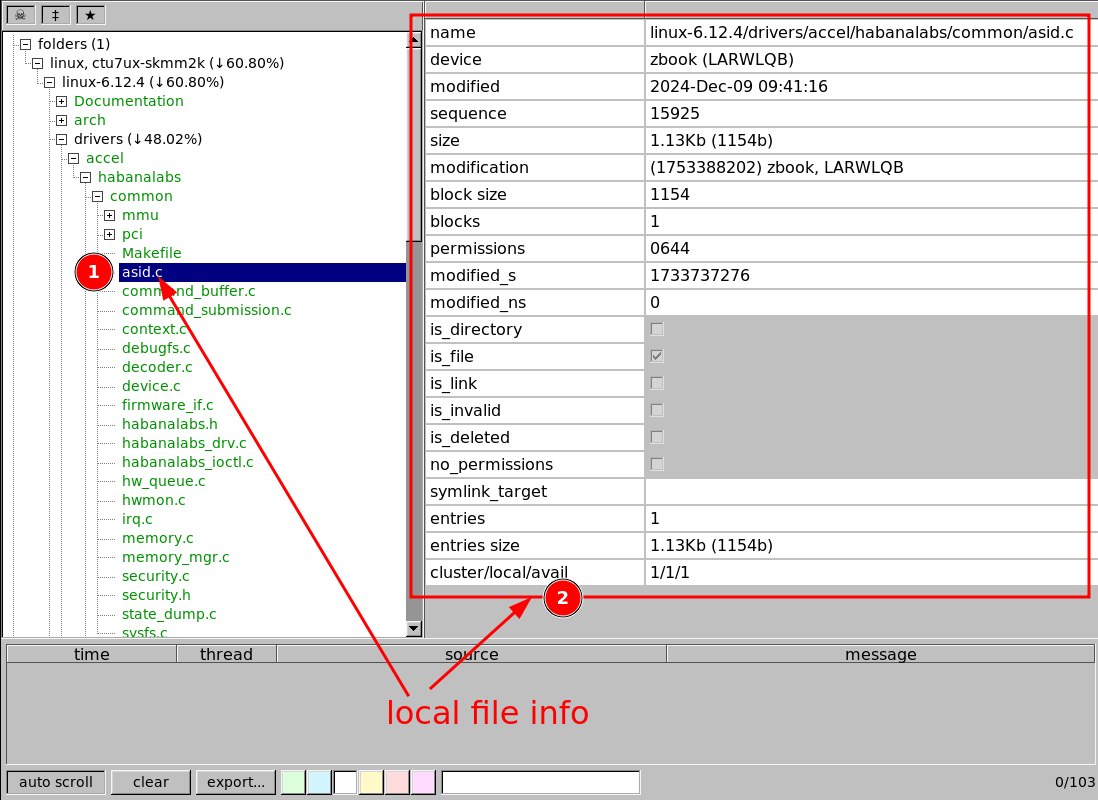 folders (1)
linux, ctu7ux-skmm2k (↓60.80%)
linux-6.12.4 (↓60.80%)
Documentation
arch
drivers (↓48.02%)
accel
habanalabs
common
mmu
pci
Makefile
1
asid.c
command_buffer.c
command_submission.c
context.c
debugfs.c
decoder.c
device.c
firmware_if.c
habanalabs.h
habanalabs_drv.c
habanalabs_ioctl.c
hw_queue.c
hwmon.c
irq.c
memory.c
memory_mgr.c
security.c
security.h
state_dump.c
sysfs.c
name linux-6.12.4/drivers/accel/habanalabs/common/asid.c
device zbook (LARWLQB)
modified 2024-Dec-09 09:41:16
sequence 15925
size 1.13Kb (1154b)
modification (1753388202) zbook, LARWLQB
block size 1154
blocks 1
permissions 0644
modified_s 1733737276
modified_ns 0
is_directory
is_file
is_link
is_invalid
is_deleted
no_permissions
symlink_target
entries 1
entries size 1.13Kb (1154b)
cluster/local/avail 1/1/1
2
time thread source message
local file info
auto scroll clear export... 0/103